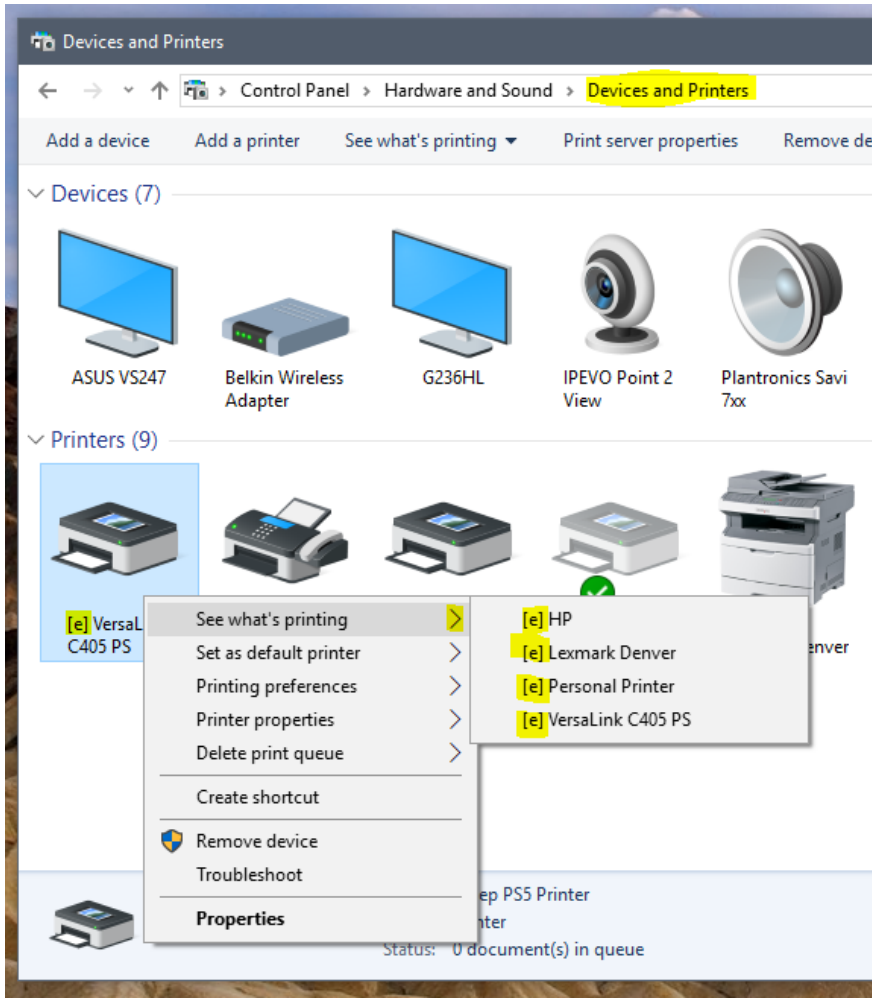 Devices and Printers
Control Panel > Hardware and Sound > Devices and Printers
Add a device Add a printer See what's printing Print server properties Remove de
Devices (7)
ASUS VS247 Belkin Wireless G236HL IPEVO Point 2 Plantronics Savi
Adapter View 7xx
Printers (9)
[e] VersaL
C405 PS
enver
See what's printing
Set as default printer
Printing preferences
Printer properties
Delete print queue
Create shortcut
Remove device
Troubleshoot
Properties
[e] HP
[e] Lexmark Denver
[e] Personal Printer
[e] VersaLink C405 PS
ep PS5 Printer
nter
Status: 0 document(s) in queue